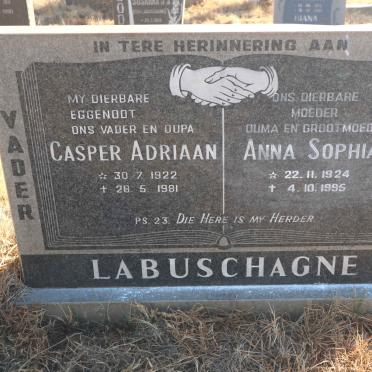 IN TERE HERINNERING AAN
VADER
MY DIERBARE
EGGENOOT
ONS VADER EN OUPA
CASPER ADRIAAN
☆ 30.7.1922
† 28.5.1981
ONS DIERBARE
MOEDER
OUMA EN GROOTMOED
ANNA SOPHIA
☆ 22.11.1924
† 4.10.1995
PS. 23. DIE HERE IS MY HERDER
LABUSCHAGNE
DIANA